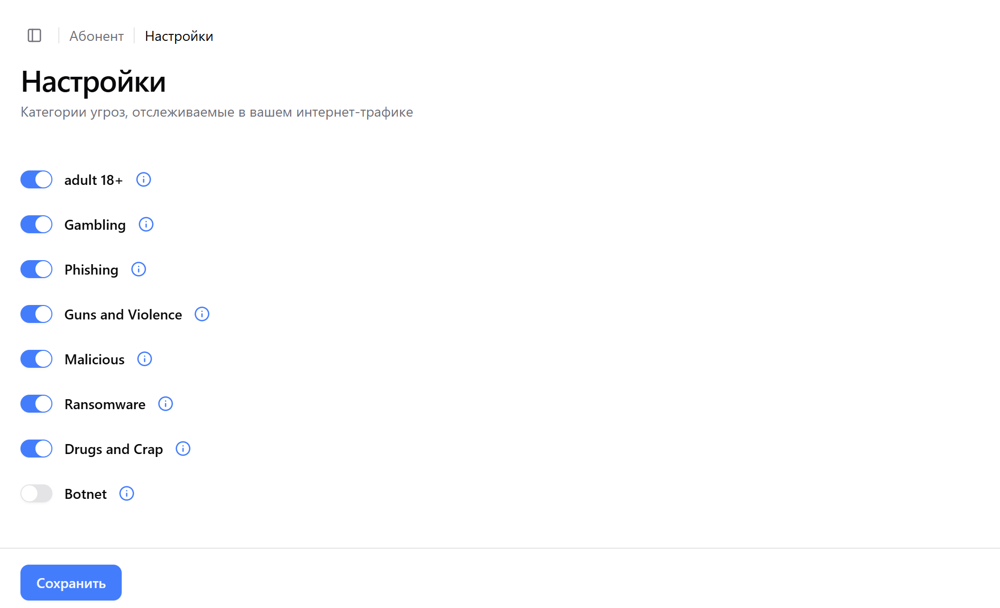 Абонент Настройки
Настройки
Категории угроз, отслеживаемые в вашем интернет-трафике
adult 18+
Gambling
Phishing
Guns and Violence
Malicious
Ransomware
Drugs and Crap
Botnet
Сохранить